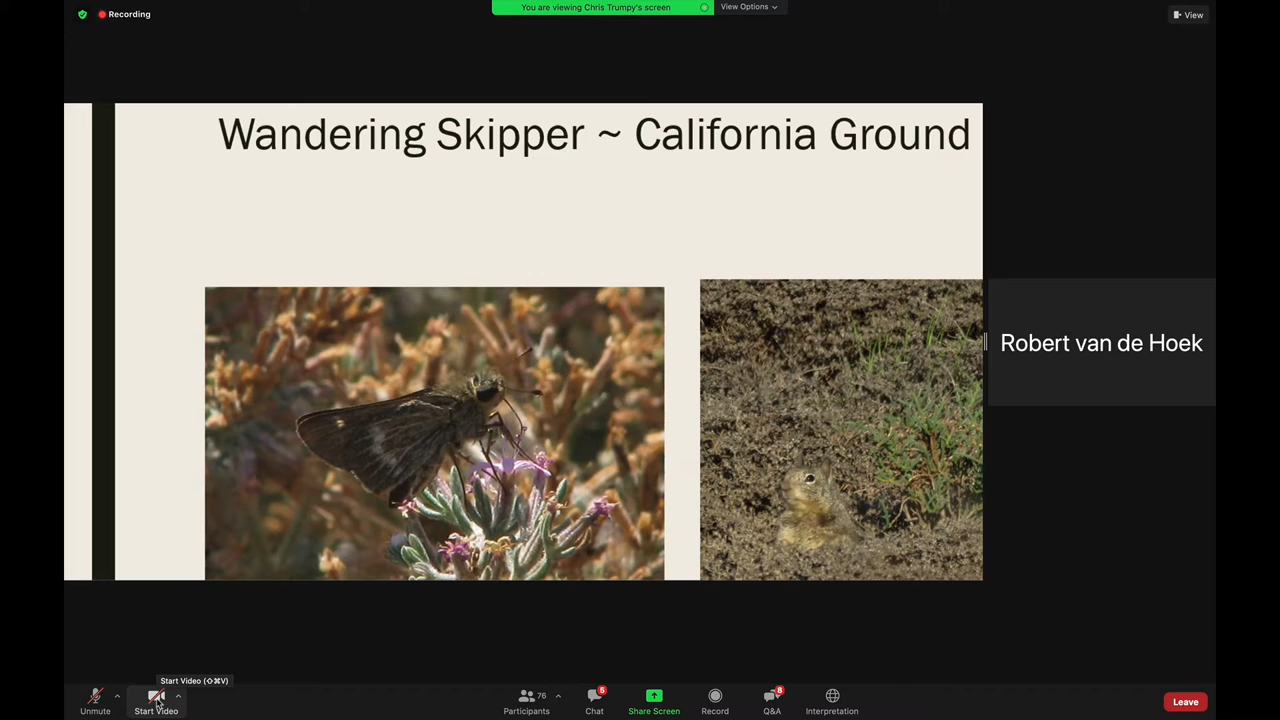 Recording
You are viewing Chris Trumpy's screen
View Options
View
Wandering Skipper ~ California Ground
Robert van de Hoek
Start Video (⇧⌘V)
Unmute
Start Video
76
Participants
5
Chat
Share Screen
Record
8
Q&A
Interpretation
Leave